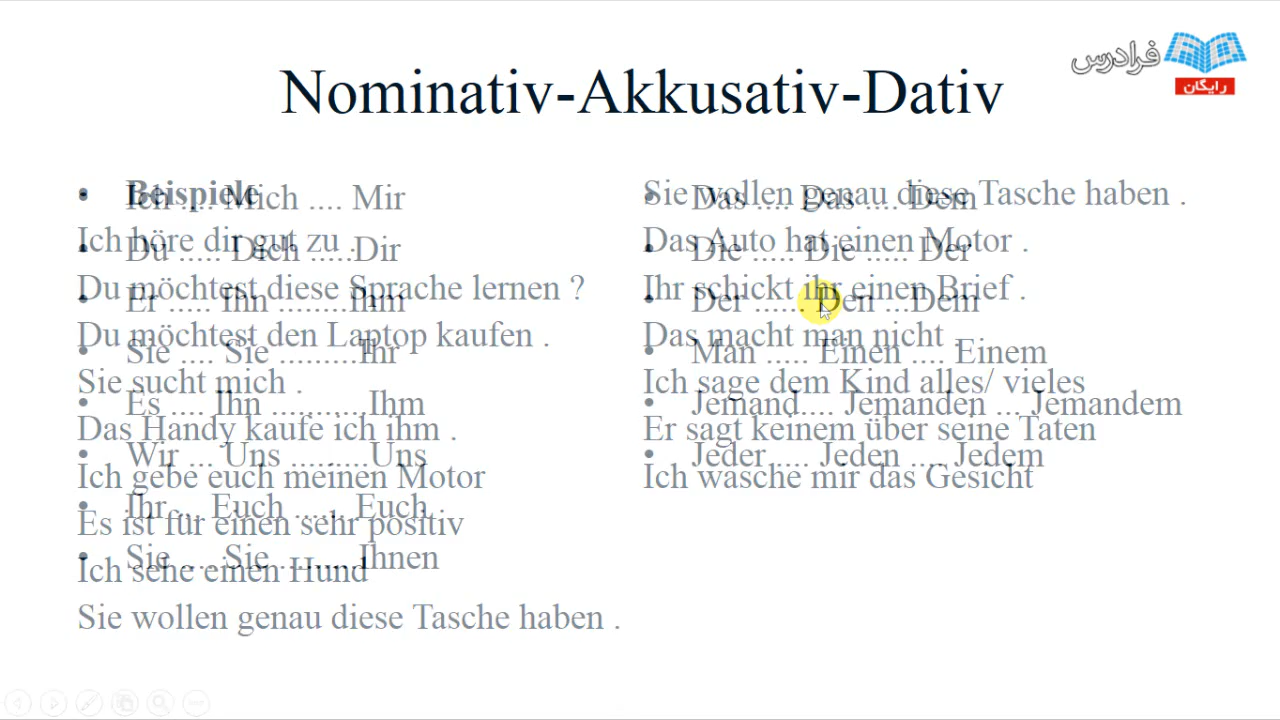 فرادرس
رایگان
Nominativ-Akkusativ-Dativ
• Beispiele
Ich höre dir gut zu .
Du möchtest diese Sprache lernen ?
Du möchtest den Laptop kaufen .
Sie sucht mich .
Das Handy kaufe ich ihm .
Ich gebe euch meinen Motor
Es ist für einen sehr positiv
Ich sehe einen Hund
Sie wollen genau diese Tasche haben .
• Ich .... Mich .... Mir
• Du ..... Dich .....Dir
• Er ..... Ihn .........Ihm
• Sie .... Sie ..........Ihr
• Es .... Ihn ............Ihm
• Wir ... Uns ..........Uns
• Ihr.... Euch ...... Euch
• Sie .....Sie ..........Ihnen
Sie wollen genau diese Tasche haben .
Das Auto hat einen Motor .
Ihr schickt ihr einen Brief .
Das macht man nicht .
Ich sage dem Kind alles/ vieles
Er sagt keinem über seine Taten
Ich wasche mir das Gesicht
• Das .... Das .... Dem
• Die ..... Die ..... Der
• Der ...... Den ...Dem
• Man ..... Einen .... Einem
• Jemand.... Jemanden ... Jemandem
• Jeder .... Jeden .... Jedem